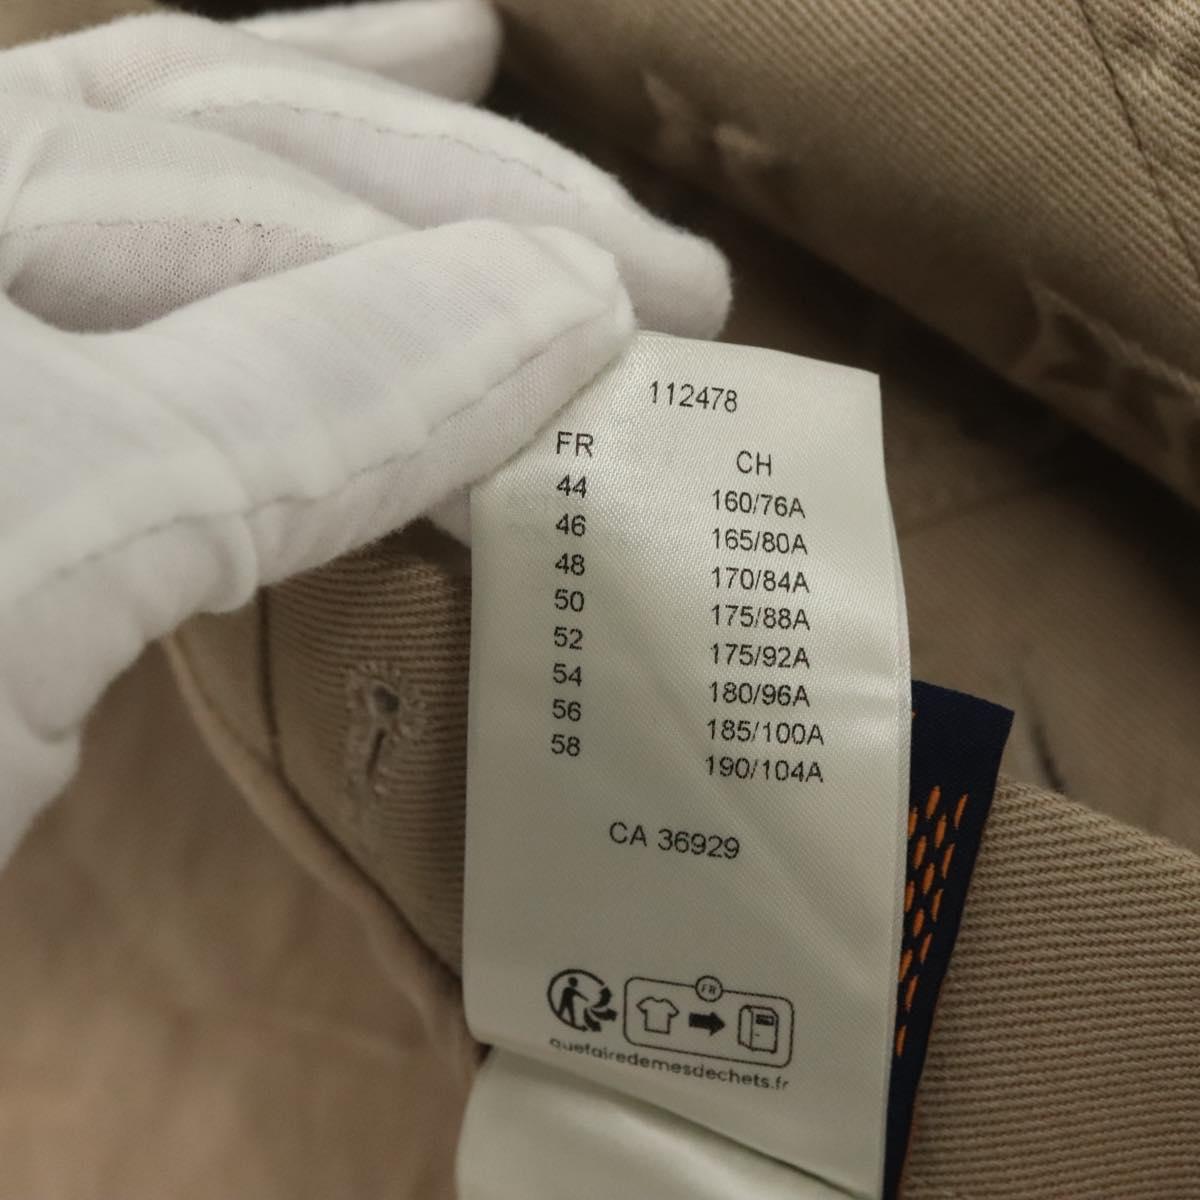 112478
FR CH
44 160/76A
46 165/80A
48 170/84A
50 175/88A
52 175/92A
54 180/96A
56 185/100A
58 190/104A
CA 36929
FR
quefairedemesdechets.fr